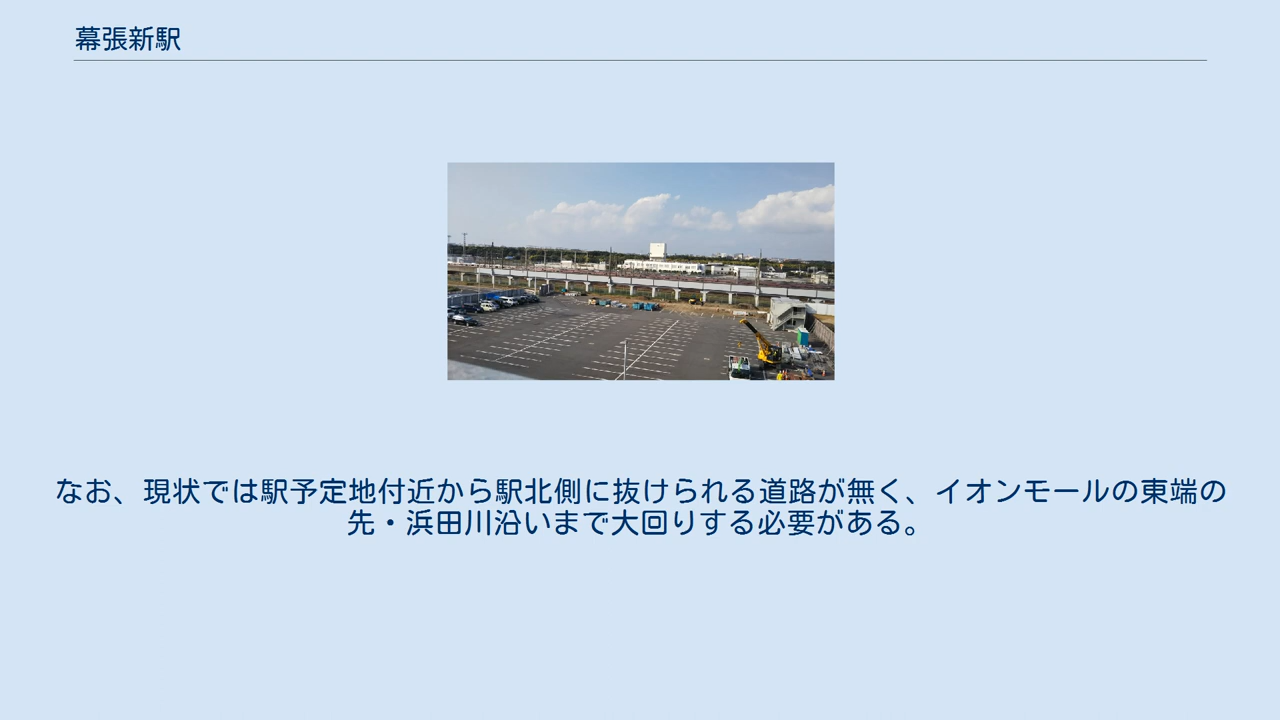 幕張新駅
なお、現状では駅予定地付近から駅北側に抜けられる道路が無く、イオンモールの東端の
先・浜田川沿いまで大回りする必要がある。